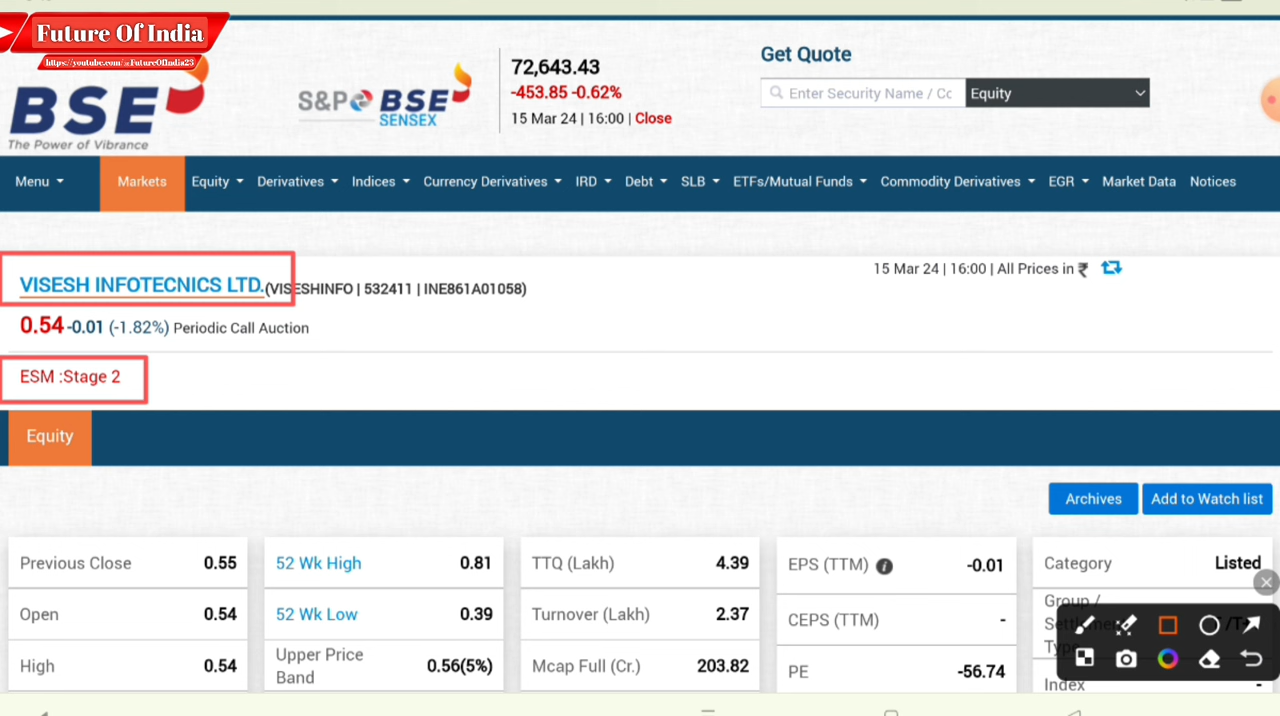 Future Of India
https://youtube.com/@FutureOfIndia23
BSE
The Power of Vibrance
S&P BSE
SENSEX
72,643.43
-453.85 -0.62%
15 Mar 24 | 16:00 | Close
Get Quote
Enter Security Name / Cc
Equity
Menu Markets Equity Derivatives Indices Currency Derivatives IRD Debt SLB ETFs/Mutual Funds Commodity Derivatives EGR Market Data Notices
15 Mar 24 | 16:00 | All Prices in ₹
VISESH INFOTECNICS LTD. (VISESHINFO | 532411 | INE861A01058)
0.54 -0.01 (-1.82%) Periodic Call Auction
ESM :Stage 2
Equity
Archives Add to Watch list
Previous Close 0.55
Open 0.54
High 0.54
52 Wk High 0.81
52 Wk Low 0.39
Upper Price
Band 0.56(5%)
TTQ (Lakh) 4.39
Turnover (Lakh) 2.37
Mcap Full (Cr.) 203.82
EPS (TTM) -0.01
CEPS (TTM) -
PE -56.74
Category Listed
Group /
Index -